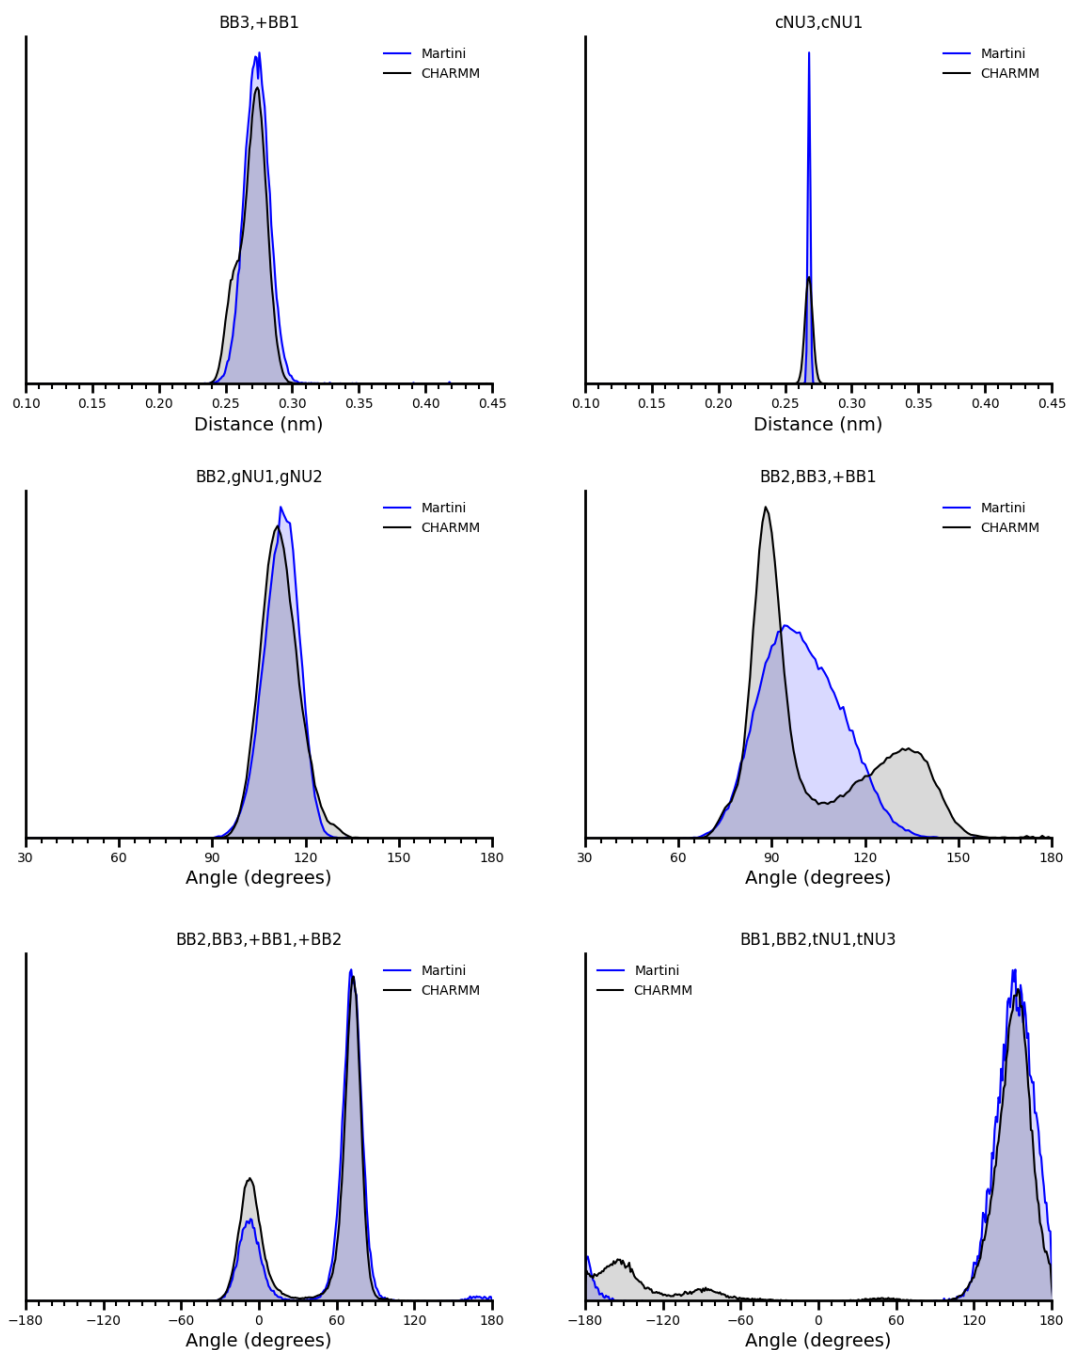 BB3,+BB1
Martini
CHARMM
0.10 0.15 0.20 0.25 0.30 0.35 0.40 0.45
Distance (nm)
cNU3,cNU1
Martini
CHARMM
0.10 0.15 0.20 0.25 0.30 0.35 0.40 0.45
Distance (nm)
BB2,gNU1,gNU2
Martini
CHARMM
30 60 90 120 150 180
Angle (degrees)
BB2,BB3,+BB1
Martini
CHARMM
30 60 90 120 150 180
Angle (degrees)
BB2,BB3,+BB1,+BB2
Martini
CHARMM
−180 −120 −60 0 60 120 180
Angle (degrees)
BB1,BB2,tNU1,tNU3
Martini
CHARMM
−180 −120 −60 0 60 120 180
Angle (degrees)